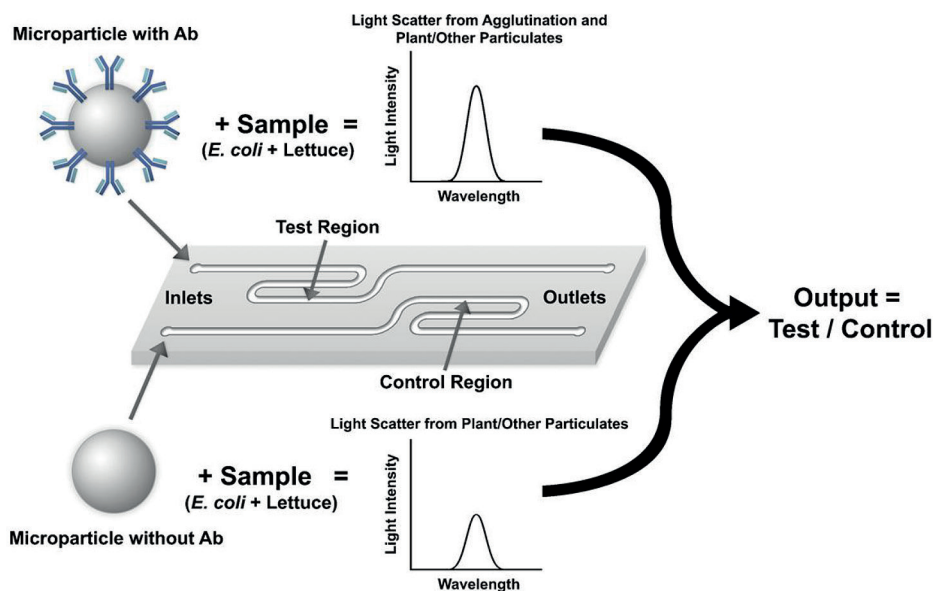 Microparticle with Ab
+ Sample =
(E. coli + Lettuce)
Light Scatter from Agglutination and
Plant/Other Particulates
Light Intensity
Wavelength
Test Region
Inlets
Outlets
Control Region
Output =
Test / Control
Microparticle without Ab
+ Sample =
(E. coli + Lettuce)
Light Scatter from Plant/Other Particulates
Light Intensity
Wavelength